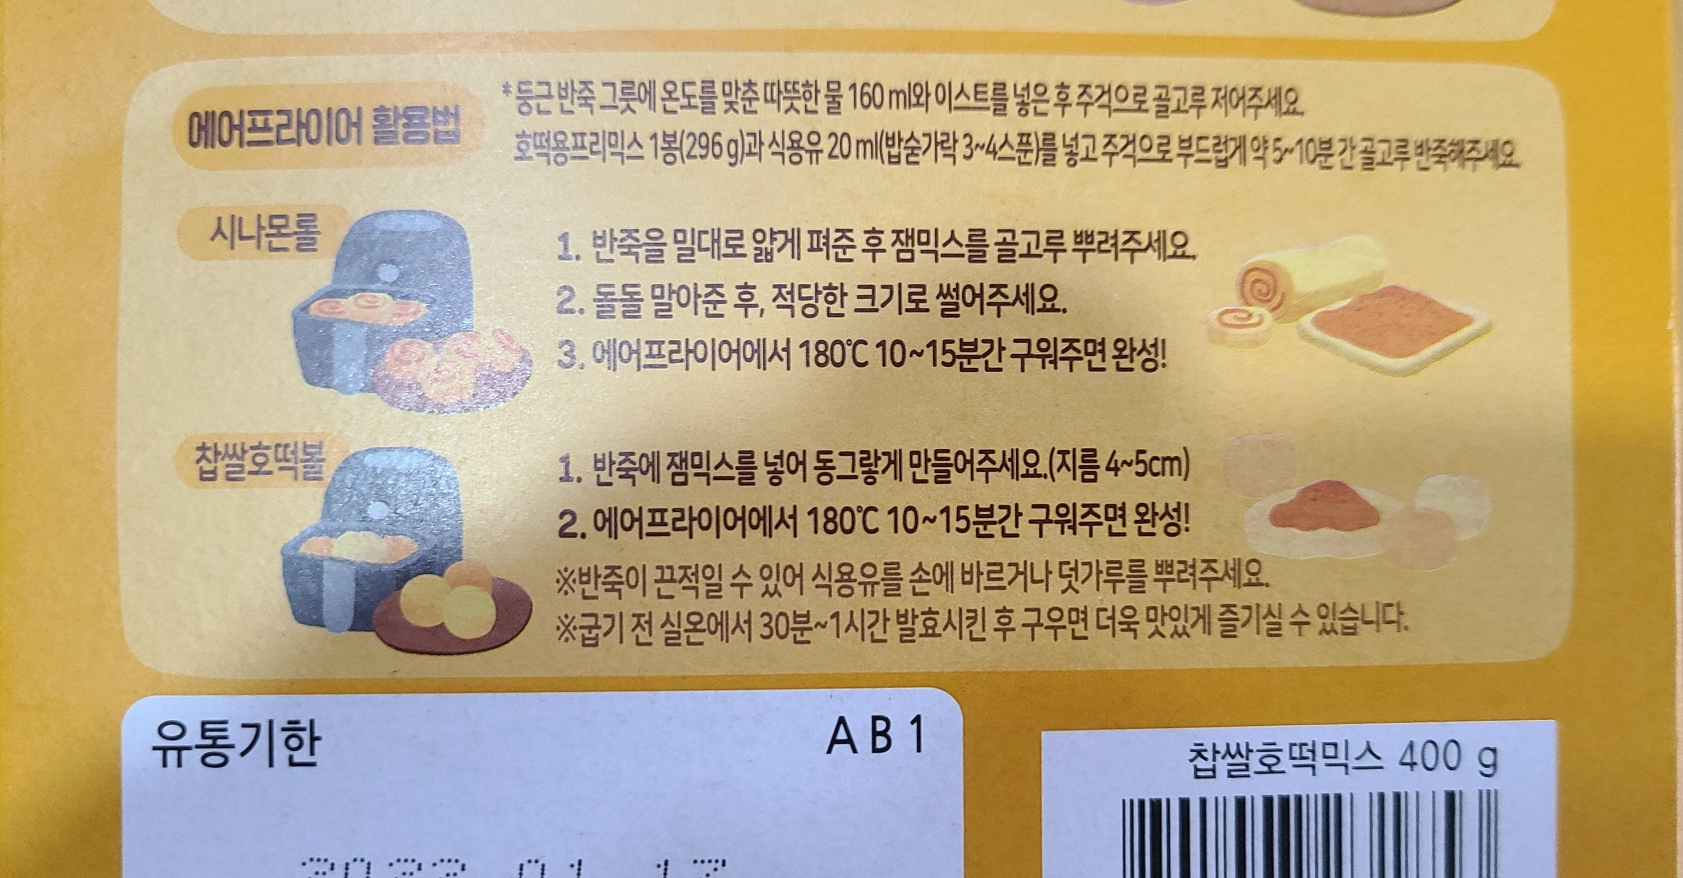 에어프라이어 활용법
*둥근 반죽 그릇에 온도를 맞춘 따뜻한 물 160 ml와 이스트를 넣은 후 주걱으로 골고루 저어주세요.
호떡용프리믹스 1봉(296 g)과 식용유 20 ml(밥숟가락 3~4스푼)를 넣고 주걱으로 부드럽게 약 5~10분 간 골고루 반죽해주세요.
시나몬롤
1. 반죽을 밀대로 얇게 펴준 후 잼믹스를 골고루 뿌려주세요.
2. 돌돌 말아준 후, 적당한 크기로 썰어주세요.
3. 에어프라이어에서 180℃ 10~15분간 구워주면 완성!
찹쌀호떡볼
1. 반죽에 잼믹스를 넣어 동그랗게 만들어주세요.(지름 4~5cm)
2. 에어프라이어에서 180℃ 10~15분간 구워주면 완성!
※반죽이 끈적일 수 있어 식용유를 손에 바르거나 덧가루를 뿌려주세요.
※굽기 전 실온에서 30분~1시간 발효시킨 후 구우면 더욱 맛있게 즐기실 수 있습니다.
유통기한 A B 1
찹쌀호떡믹스 400 g